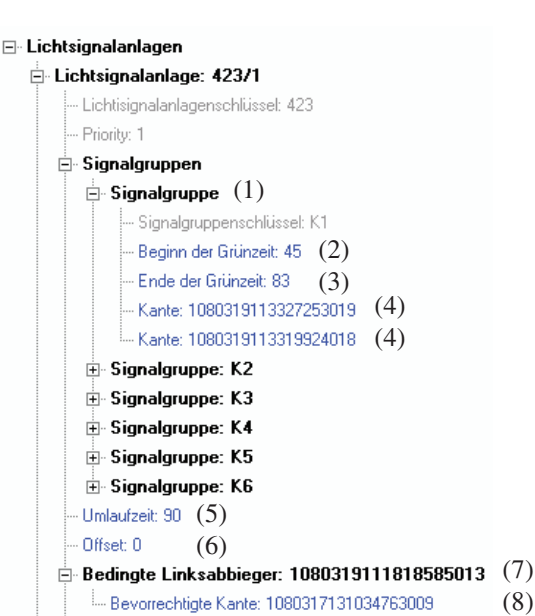 Lichtsignalanlagen
Lichtsignalanlage: 423/1
Lichtisignalanlagenschlüssel: 423
Priority: 1
Signalgruppen
Signalgruppe (1)
Signalgruppenschlüssel: K1
Beginn der Grünzeit: 45 (2)
Ende der Grünzeit: 83 (3)
Kante: 1080319113327253019 (4)
Kante: 1080319113319924018 (4)
Signalgruppe: K2
Signalgruppe: K3
Signalgruppe: K4
Signalgruppe: K5
Signalgruppe: K6
Umlaufzeit: 90 (5)
Offset: 0 (6)
Bedingte Linksabbieger: 1080319111818585013 (7)
Bevorrechtigte Kante: 1080317131034763009 (8)